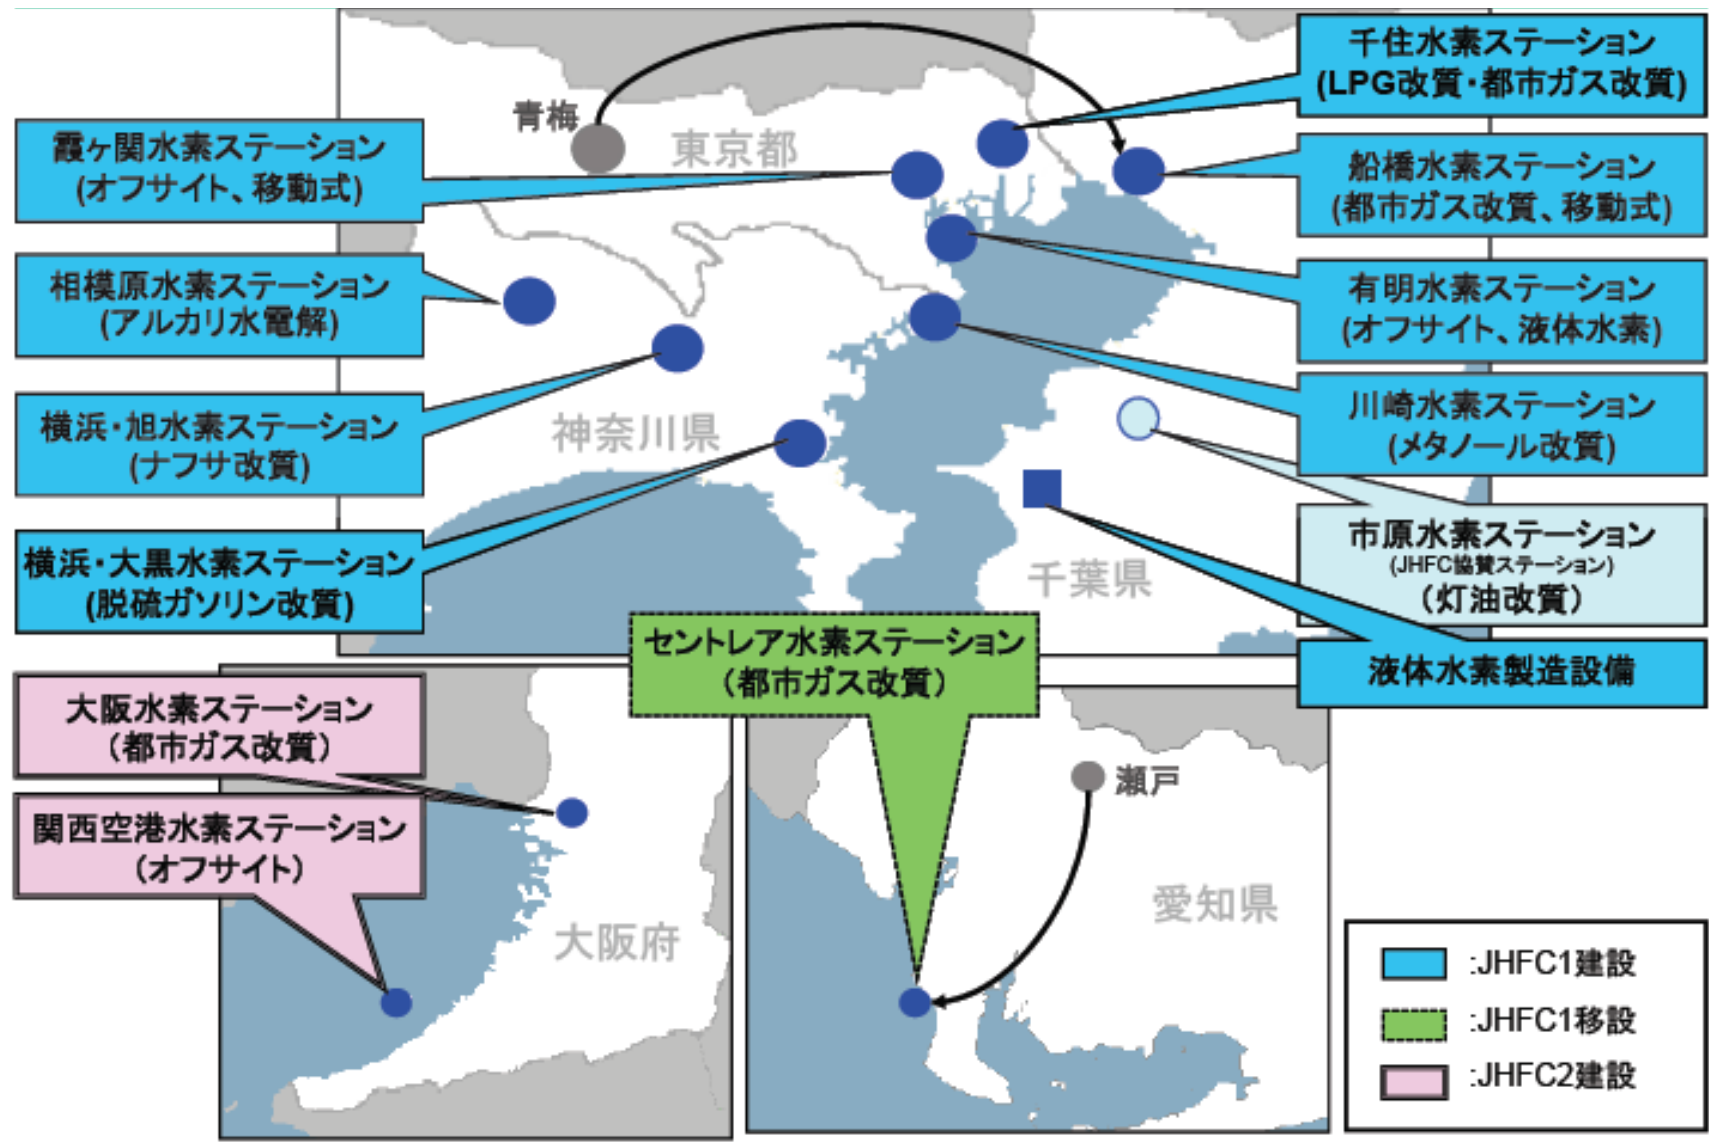 千住水素ステーション
(LPG改質・都市ガス改質)
青梅
東京都
霞ヶ関水素ステーション
(オフサイト、移動式)
船橋水素ステーション
(都市ガス改質、移動式)
相模原水素ステーション
(アルカリ水電解)
有明水素ステーション
(オフサイト、液体水素)
横浜・旭水素ステーション
(ナフサ改質)
神奈川県
川崎水素ステーション
(メタノール改質)
横浜・大黒水素ステーション
(脱硫ガソリン改質)
千葉県
市原水素ステーション
(JHFC協賛ステーション)
（灯油改質）
液体水素製造設備
セントレア水素ステーション
（都市ガス改質）
大阪水素ステーション
（都市ガス改質）
関西空港水素ステーション
（オフサイト）
大阪府
瀬戸
愛知県
:JHFC1建設
:JHFC1移設
:JHFC2建設